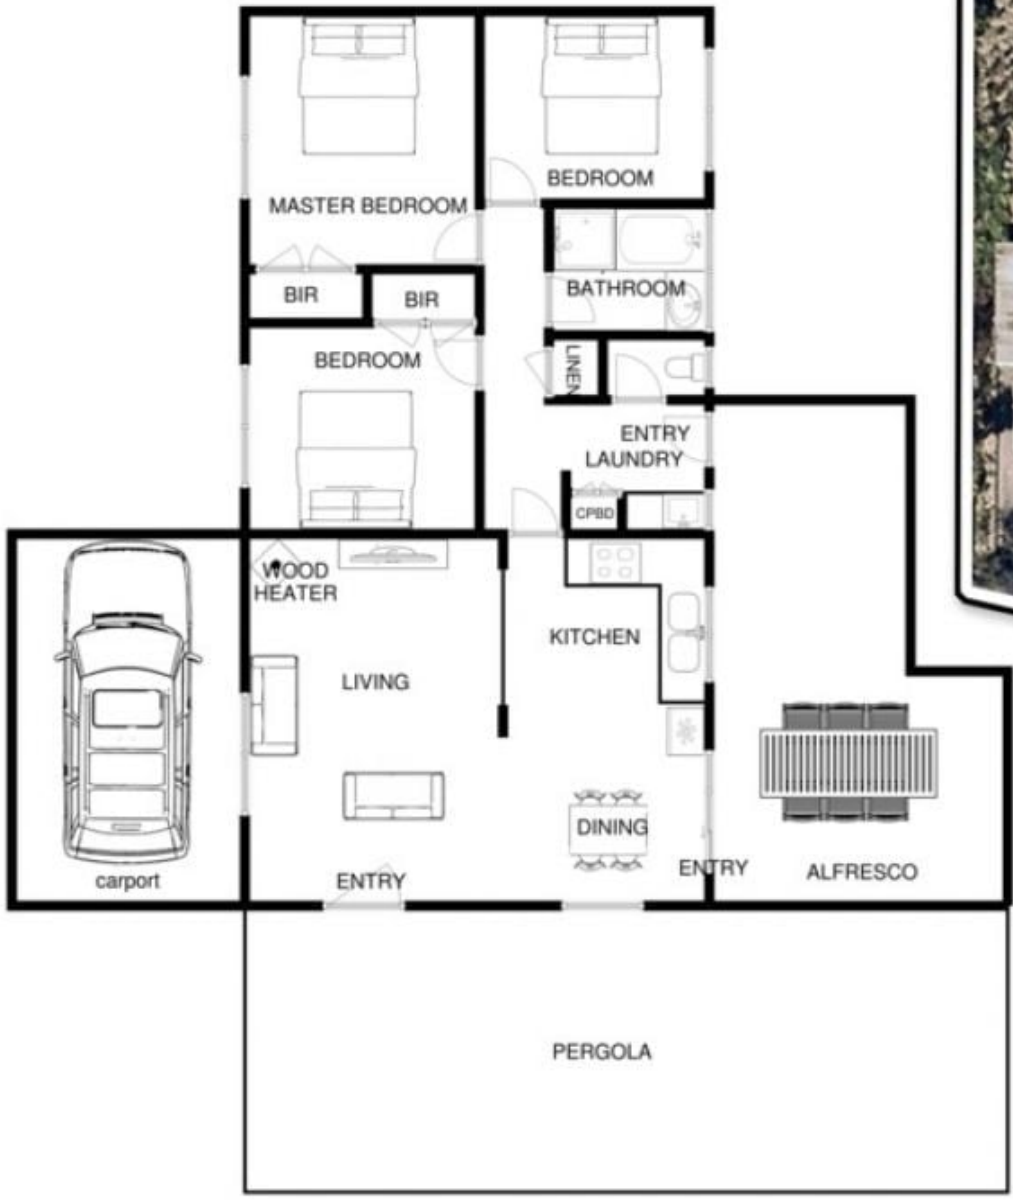 BEDROOM
MASTER BEDROOM
BATHROOM
BIR
BIR
BEDROOM
LINEN
ENTRY
LAUNDRY
CPBD
WOOD
HEATER
KITCHEN
LIVING
DINING
ENTRY
ENTRY
ALFRESCO
carport
PERGOLA